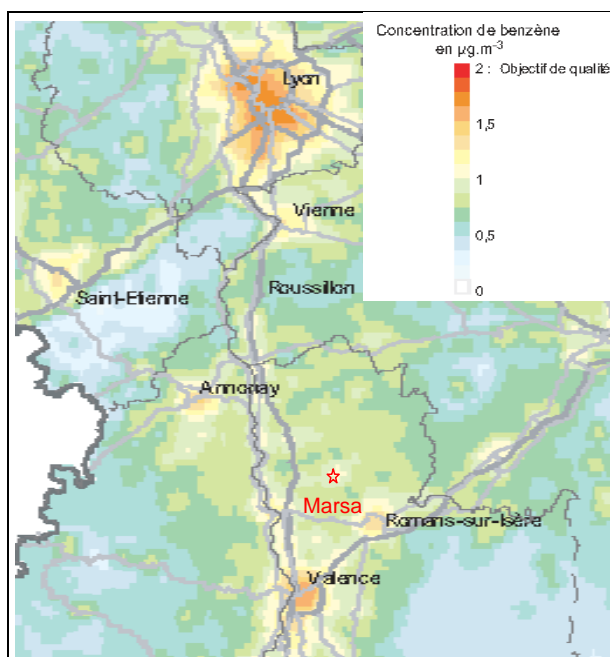 Concentration de benzène
en µg.m-³
2 : Objectif de qualité
1,5
1
0,5
0
Lyon
Vienne
Saint-Etienne
Roussillon
Annonay
Marsa
Romans-sur-Isère
Valence